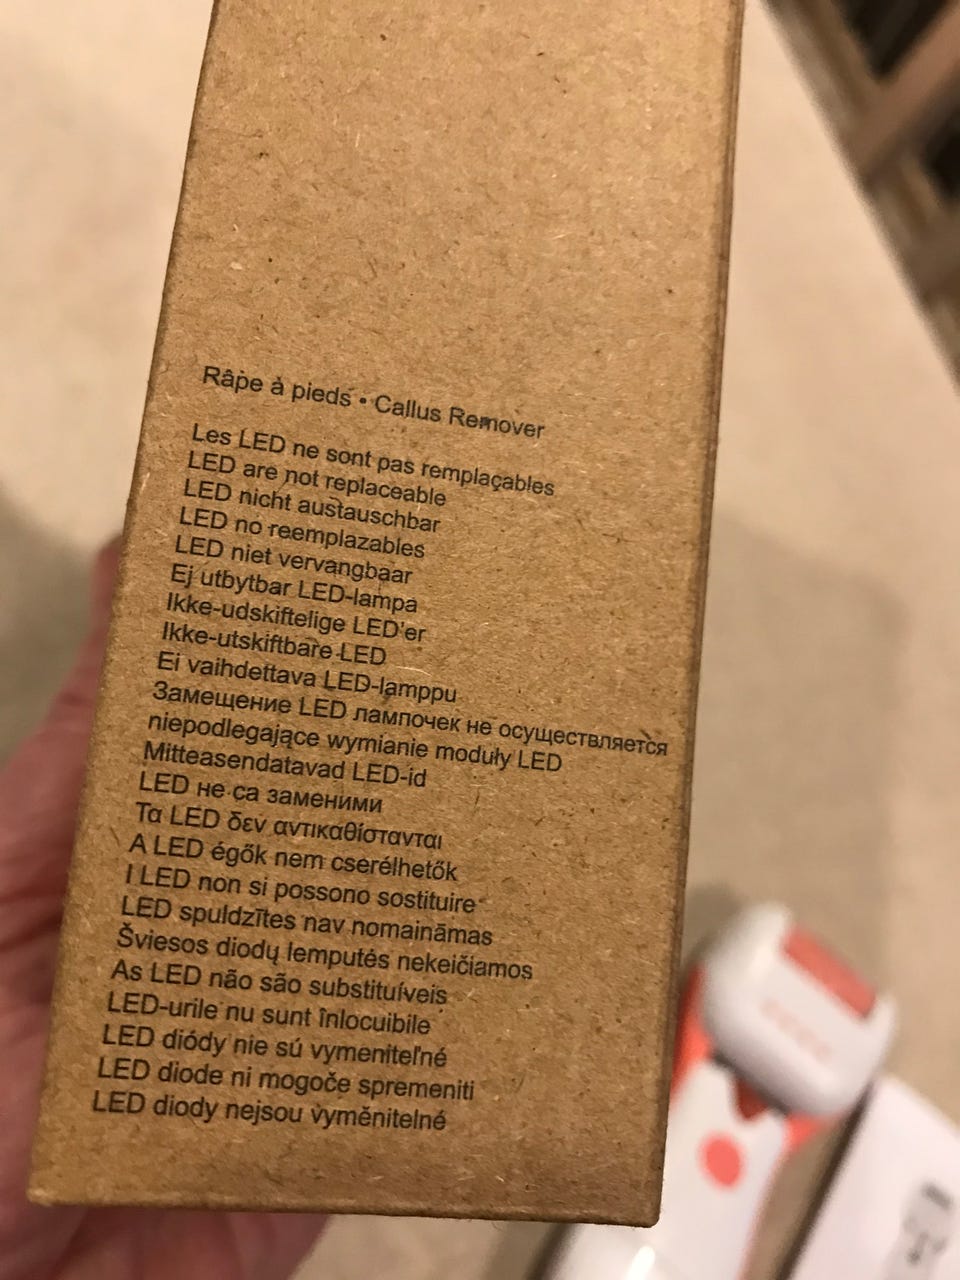 Râpe à pieds • Callus Remover
Les LED ne sont pas remplaçables
LED are not replaceable
LED nicht austauschbar
LED no reemplazables
LED niet vervangbaar
Ej utbytbar LED-lampa
Ikke-udskiftelige LED'er
Ikke-utskiftbare LED
Ei vaihdettava LED-lamppu
Замещение LED лампочек не осуществляется
niepodlegające wymianie moduły LED
Mitteasendatavad LED-id
LED не са заменими
Τα LED δεν αντικαθίστανται
A LED égők nem cserélhetők
I LED non si possono sostituire
LED spuldzītes nav nomaināmas
Šviesos diodų lemputės nekeičiamos
As LED não são substituíveis
LED-urile nu sunt înlocuibile
LED diódy nie sú vymeniteľné
LED diode ni mogoče spremeniti
LED diody nejsou vyměnitelné